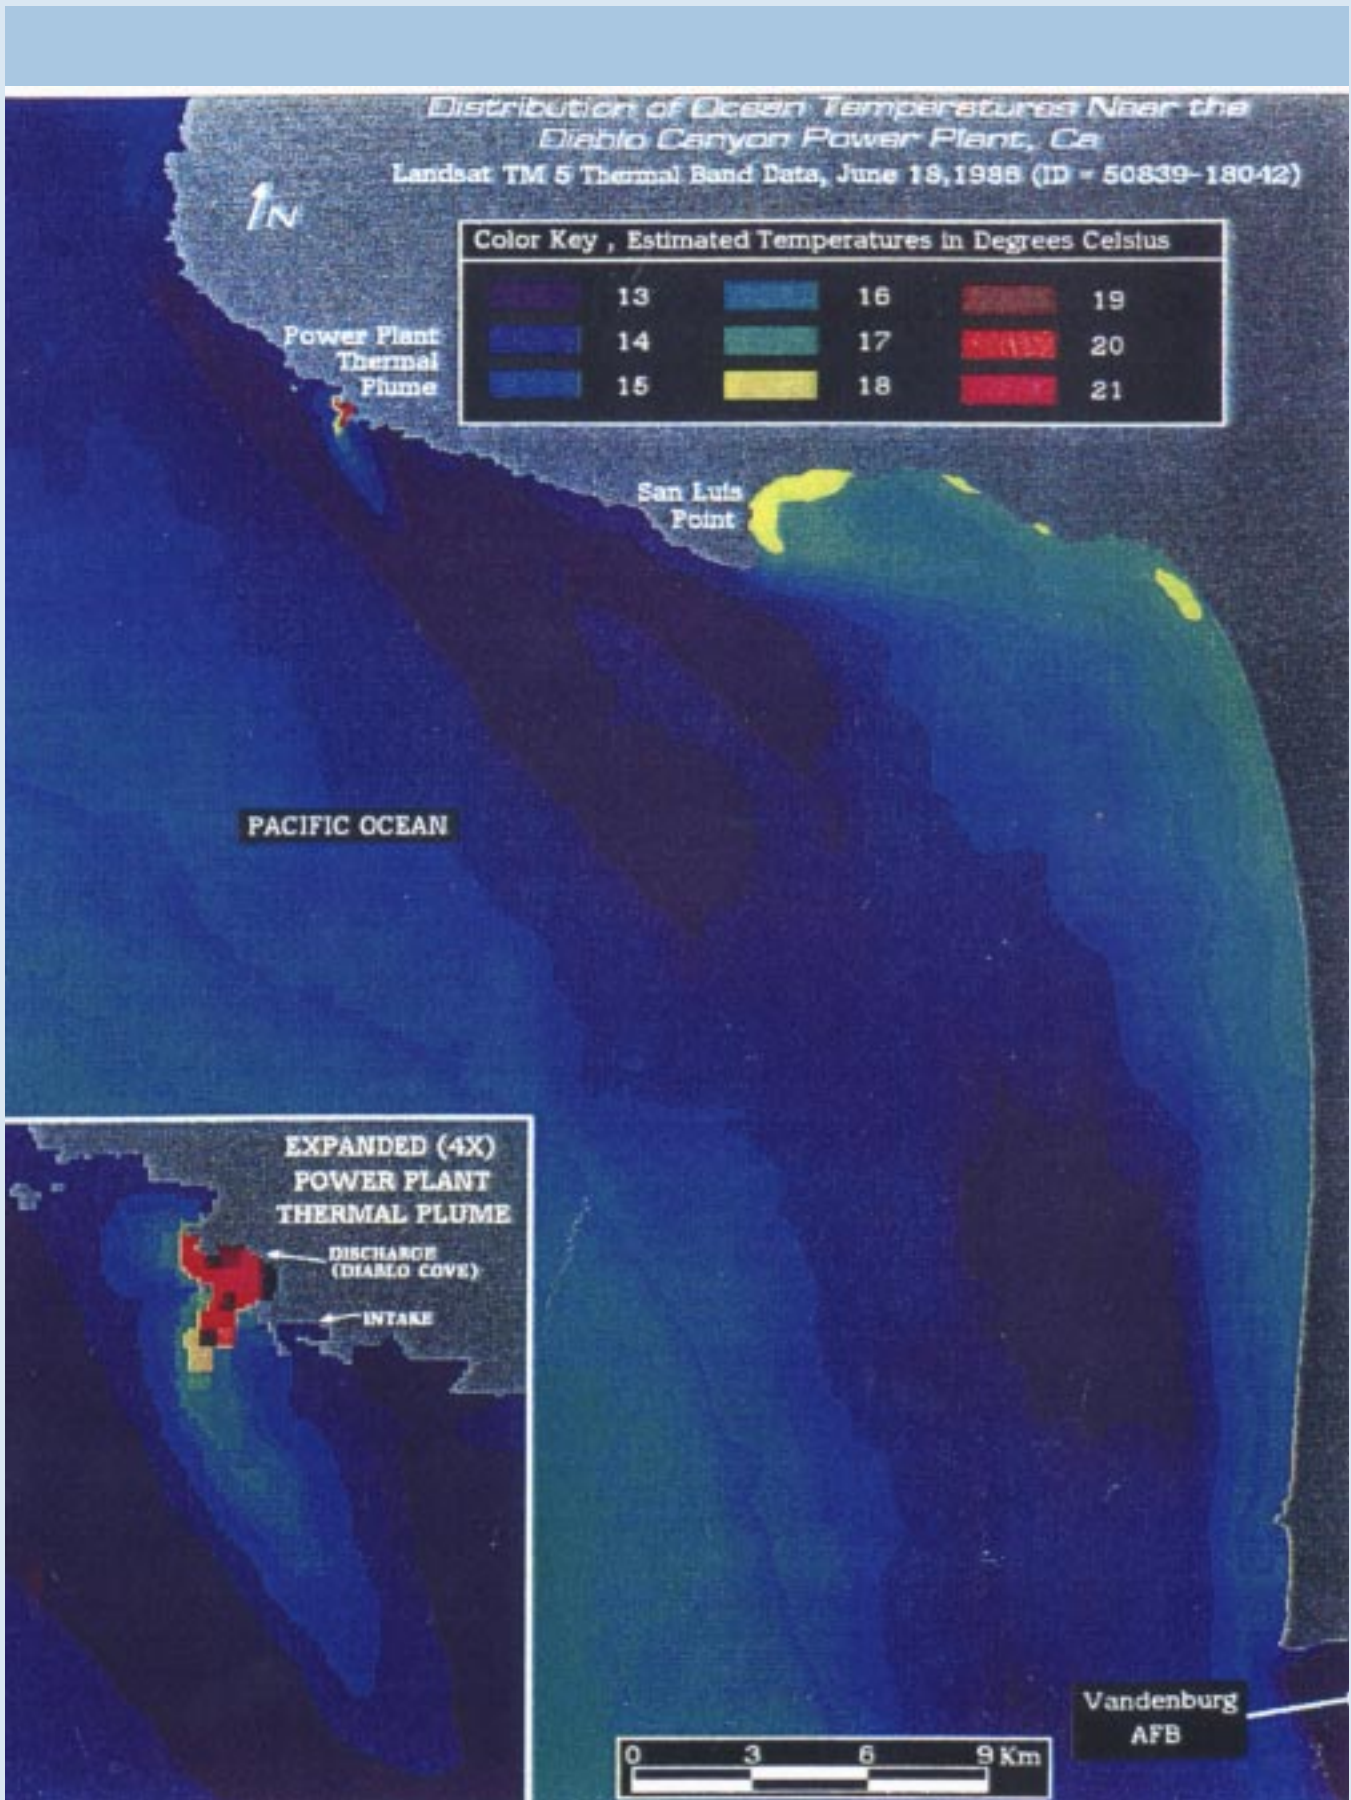 Distribution of Ocean Temperatures Near the
Diablo Canyon Power Plant, Ca
Landsat TM 5 Thermal Band Data, June 18,1986 (ID = 50839-18042)
N
Color Key , Estimated Temperatures in Degrees Celsius
13 16 19
14 17 20
15 18 21
Power Plant
Thermal
Plume
San Luis
Point
PACIFIC OCEAN
EXPANDED (4X)
POWER PLANT
THERMAL PLUME
DISCHARGE
(DIABLO COVE)
INTAKE
Vandenburg
AFB
0 3 6 9 Km